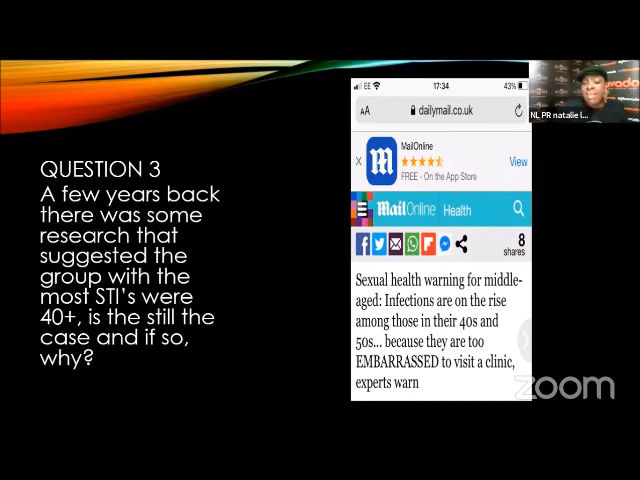 EE 17:34 43%
AA dailymail.co.uk
MailOnline
X View
FREE - On the App Store
Mail Online Health
8
shares
Sexual health warning for middle-
aged: Infections are on the rise
among those in their 40s and
50s... because they are too
EMBARRASSED to visit a clinic,
experts warn
QUESTION 3
A few years back
there was some
research that
suggested the
group with the
most STI's were
40+, is the still the
case and if so,
why?
NL PR natalie l...
zoom